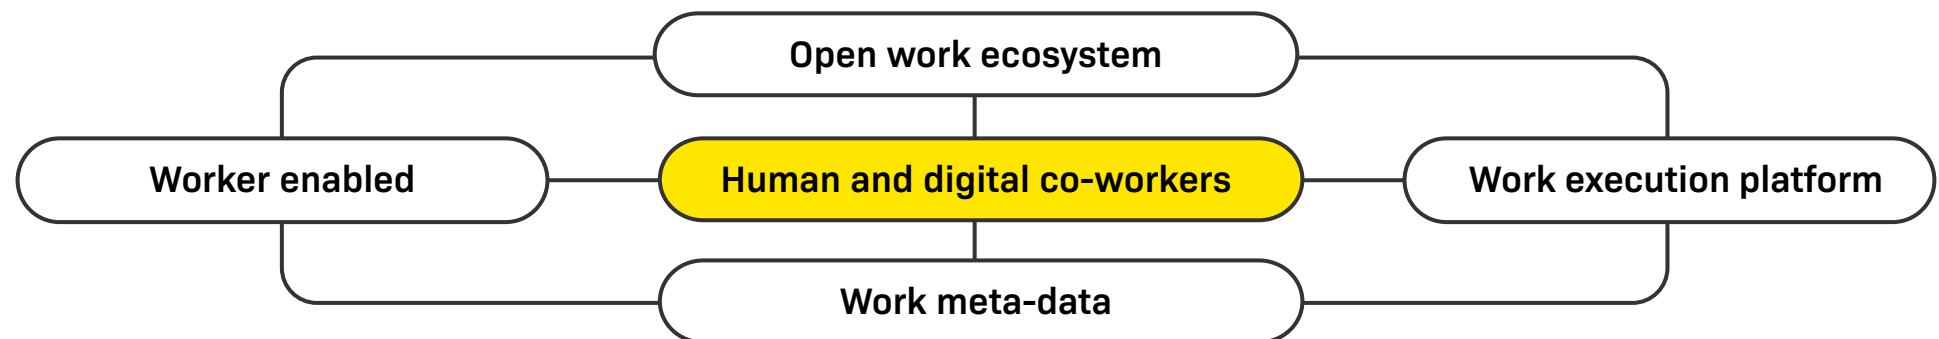 Open work ecosystem
Worker enabled
Human and digital co-workers
Work execution platform
Work meta-data